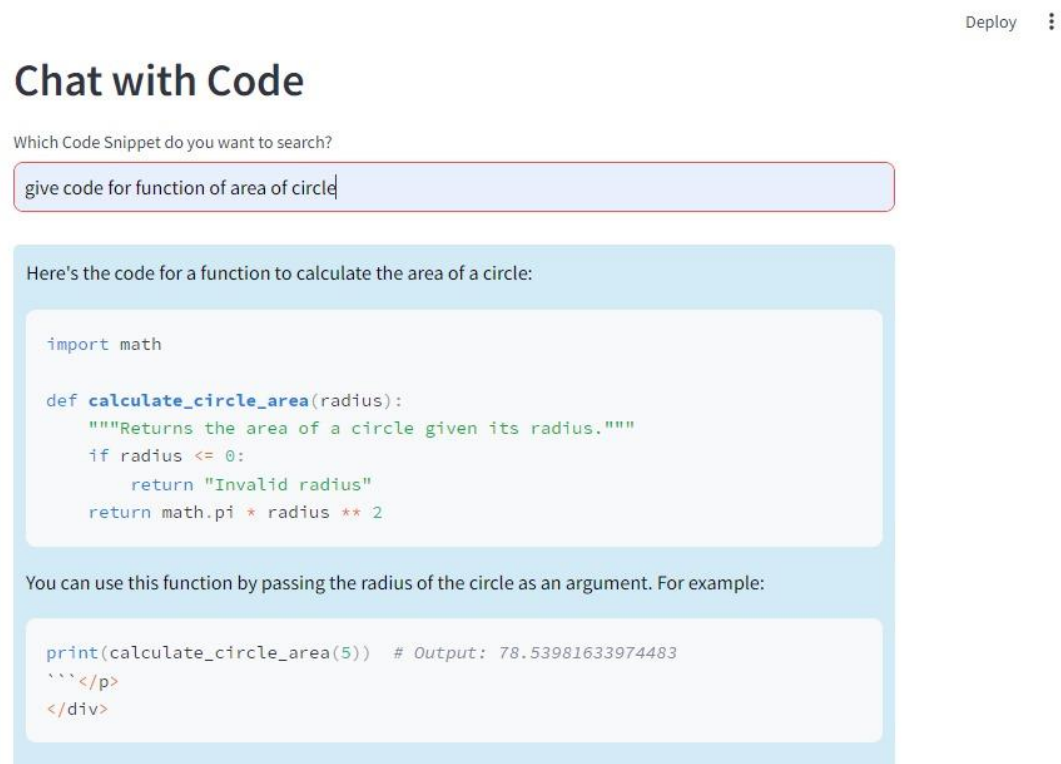 Deploy
Chat with Code
Which Code Snippet do you want to search?
give code for function of area of circle
Here's the code for a function to calculate the area of a circle:
import math
def calculate_circle_area(radius):
    """Returns the area of a circle given its radius."""
    if radius <= 0:
        return "Invalid radius"
    return math.pi * radius ** 2
You can use this function by passing the radius of the circle as an argument. For example:
print(calculate_circle_area(5))  # Output: 78.53981633974483
```</p>
</div>